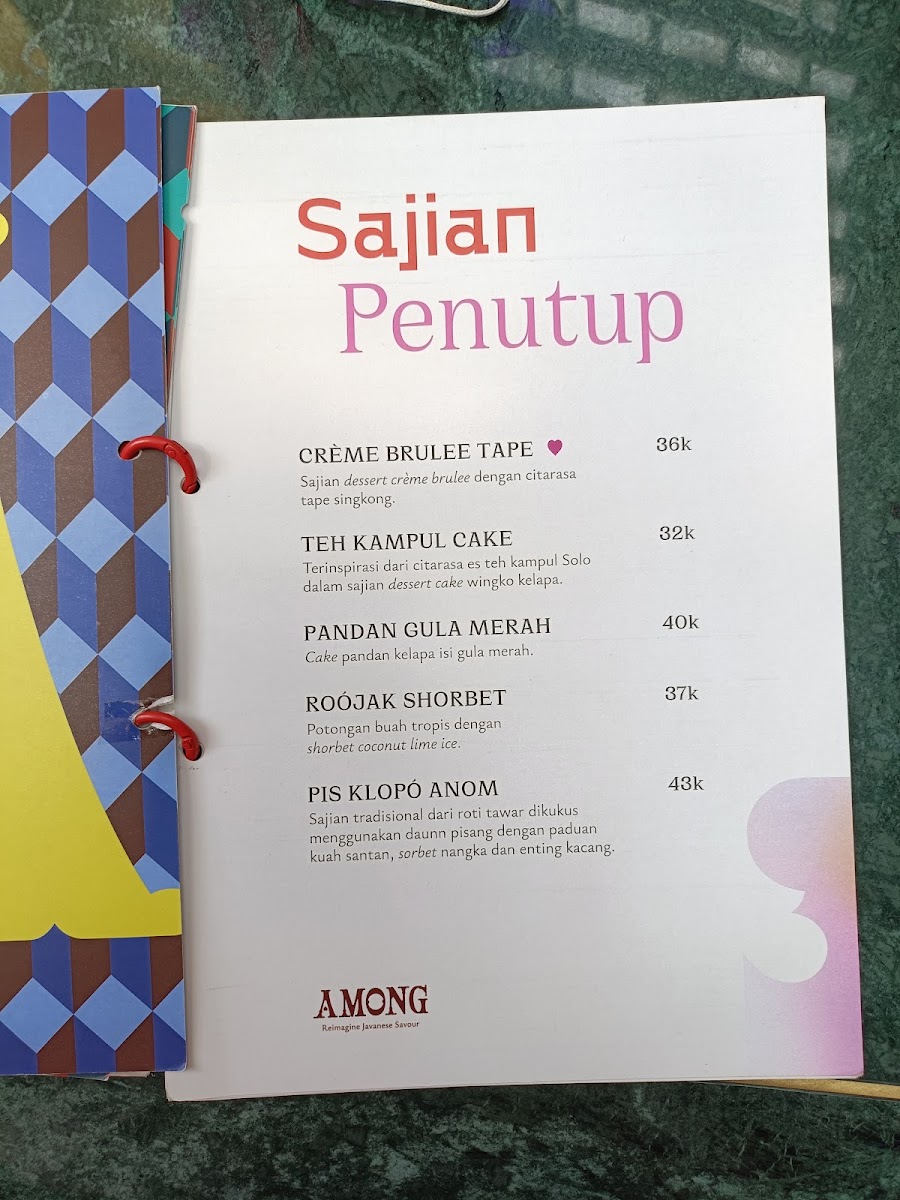 Sajian
Penutup
CRÈME BRULEE TAPE 36k
Sajian dessert crème brulee dengan citarasa
tape singkong.
TEH KAMPUL CAKE 32k
Terinspirasi dari citarasa es teh kampul Solo
dalam sajian dessert cake wingko kelapa.
PANDAN GULA MERAH 40k
Cake pandan kelapa isi gula merah.
ROÓJAK SHORBET 37k
Potongan buah tropis dengan
shorbet coconut lime ice.
PIS KLOPÓ ANOM 43k
Sajian tradisional dari roti tawar dikukus
menggunakan daunn pisang dengan paduan
kuah santan, sorbet nangka dan enting kacang.
AMONG
Reimagine Javanese Savour